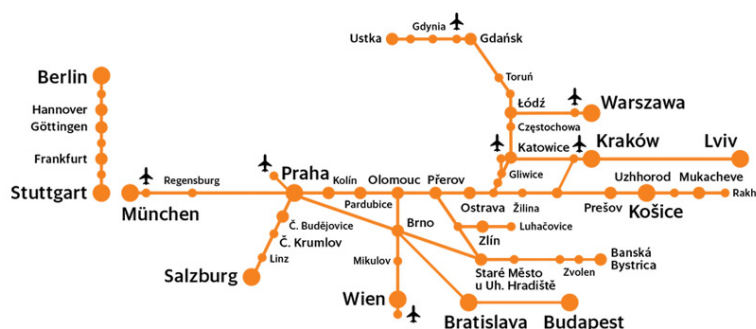 Ustka
Gdynia
Gdańsk
Toruń
Berlin
Hannover
Göttingen
Frankfurt
Stuttgart
Łódź
Warszawa
Częstochowa
Katowice
Kraków
Lviv
Gliwice
München
Regensburg
Praha
Kolín
Pardubice
Olomouc
Přerov
Ostrava
Žilina
Prešov
Uzhhorod
Košice
Mukacheve
Rakh
Č. Budějovice
Č. Krumlov
Linz
Salzburg
Brno
Mikulov
Wien
Zlín
Luhačovice
Staré Město
u Uh. Hradiště
Zvolen
Banská
Bystrica
Bratislava
Budapest